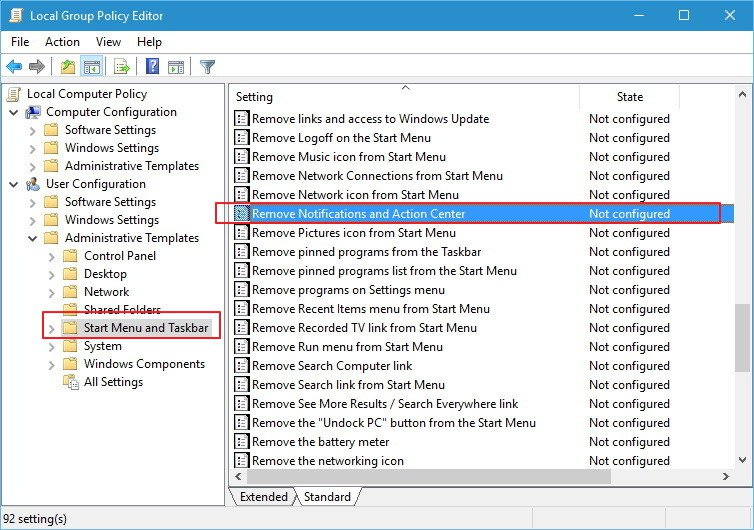 Local Group Policy Editor
File Action View Help
Local Computer Policy
Computer Configuration
Software Settings
Windows Settings
Administrative Templates
User Configuration
Software Settings
Windows Settings
Administrative Templates
Control Panel
Desktop
Network
Shared Folders
Start Menu and Taskbar
System
Windows Components
All Settings
Setting State
Remove links and access to Windows Update Not configured
Remove Logoff on the Start Menu Not configured
Remove Music icon from Start Menu Not configured
Remove Network Connections from Start Menu Not configured
Remove Network icon from Start Menu Not configured
Remove Notifications and Action Center Not configured
Remove Pictures icon from Start Menu Not configured
Remove pinned programs from the Taskbar Not configured
Remove pinned programs list from the Start Menu Not configured
Remove programs on Settings menu Not configured
Remove Recent Items menu from Start Menu Not configured
Remove Recorded TV link from Start Menu Not configured
Remove Run menu from Start Menu Not configured
Remove Search Computer link Not configured
Remove Search link from Start Menu Not configured
Remove See More Results / Search Everywhere link Not configured
Remove the "Undock PC" button from the Start Menu Not configured
Remove the battery meter Not configured
Remove the networking icon Not configured
Extended Standard
92 setting(s)